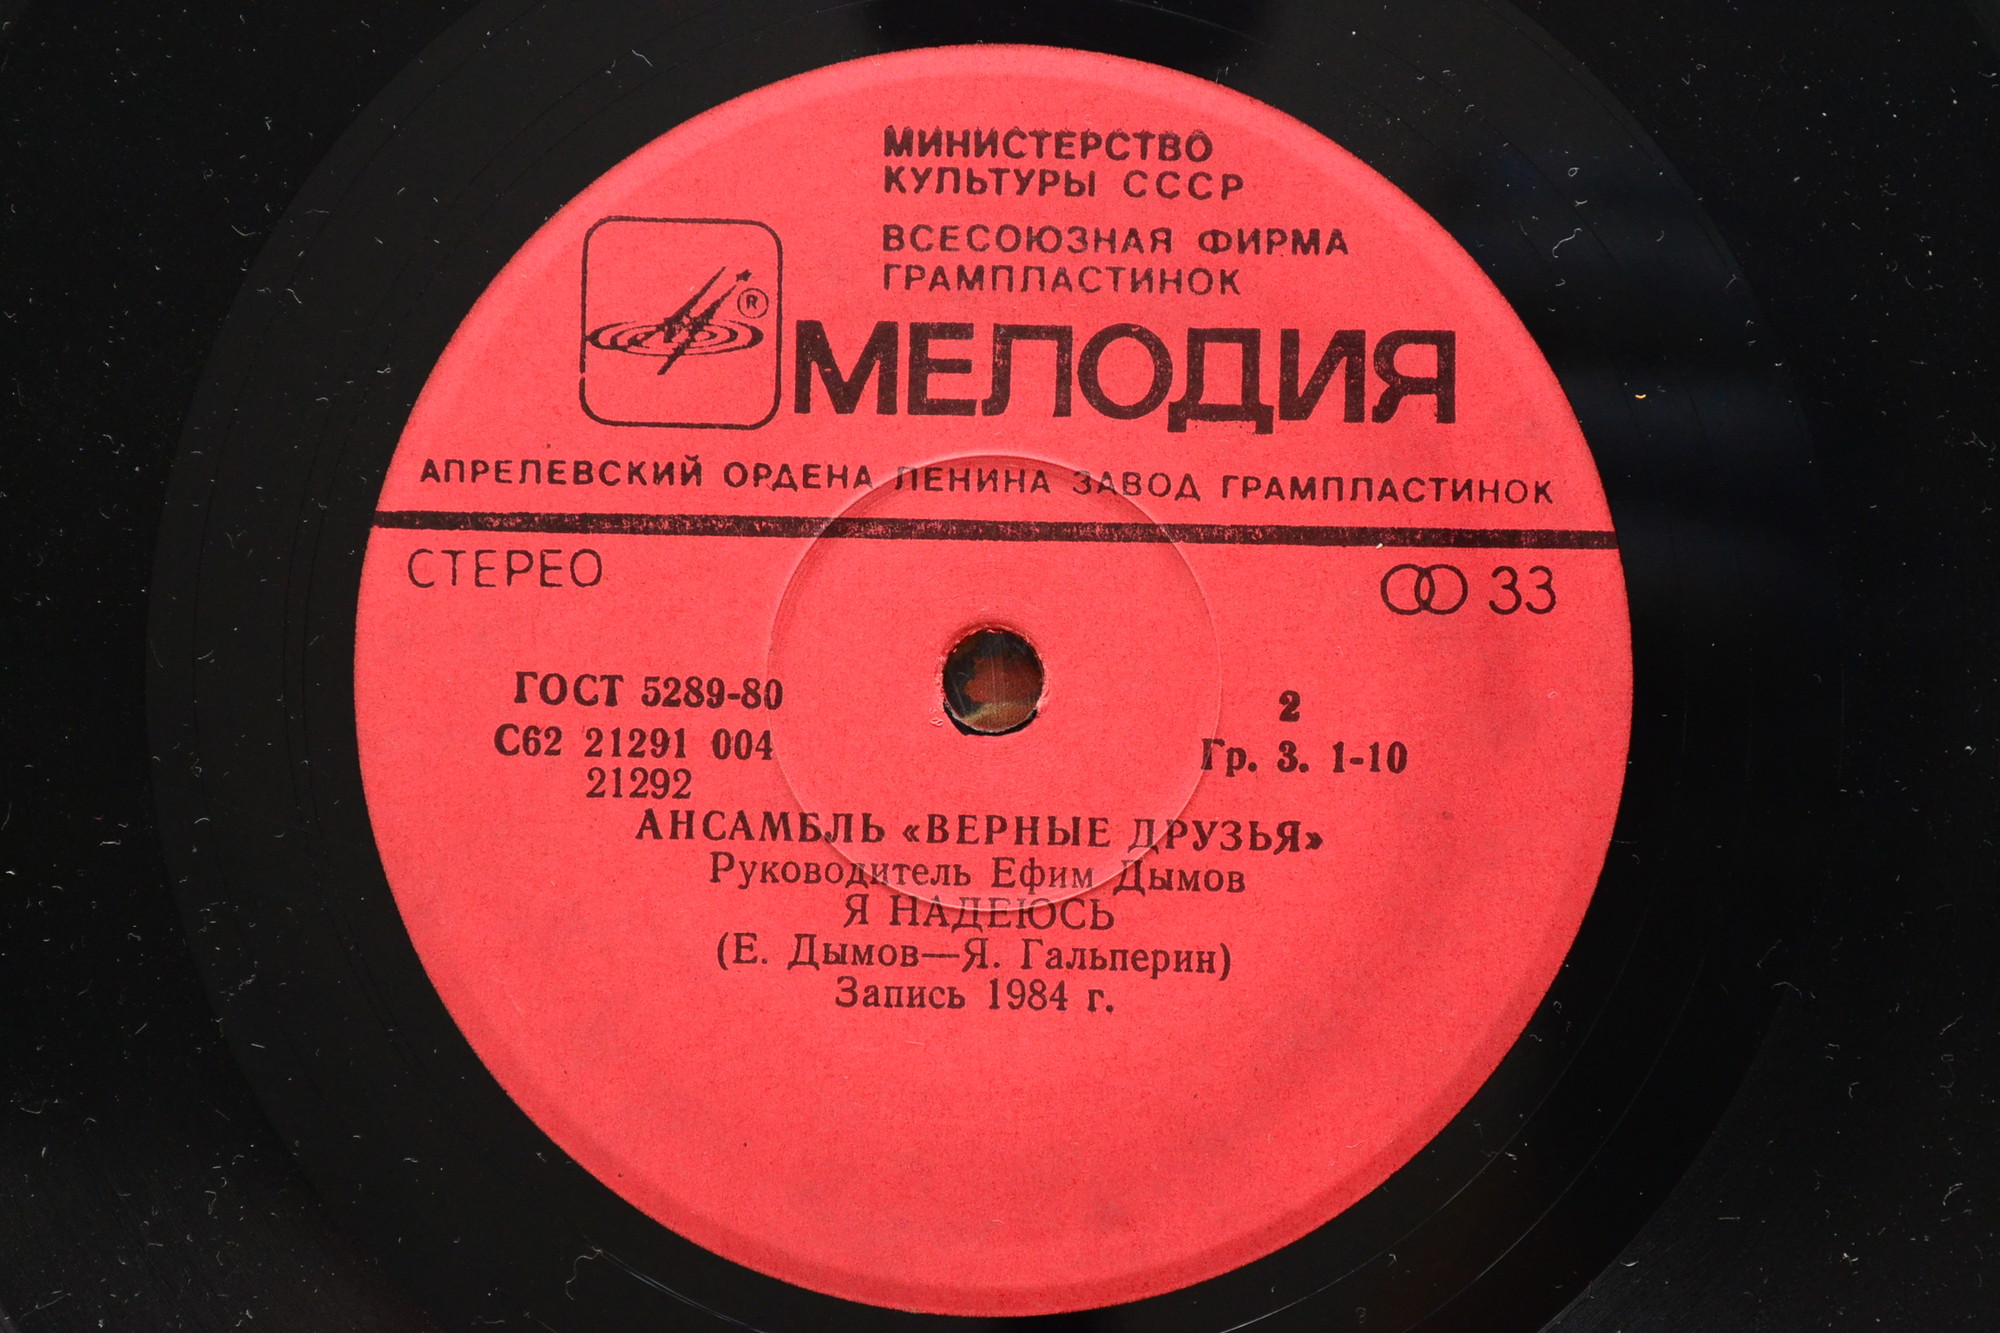 МИНИСТЕРСТВО
КУЛЬТУРЫ СССР
ВСЕСОЮЗНАЯ ФИРМА
ГРАМПЛАСТИНОК
®
МЕЛОДИЯ
АПРЕЛЕВСКИЙ ОРДЕНА ЛЕНИНА ЗАВОД ГРАМПЛАСТИНОК
СТЕРЕО
33
ГОСТ 5289-80
С62 21291 004
21292
2
Гр. 3. 1-10
АНСАМБЛЬ «ВЕРНЫЕ ДРУЗЬЯ»
Руководитель Ефим Дымов
Я НАДЕЮСЬ
(Е. Дымов—Я. Гальперин)
Запись 1984 г.